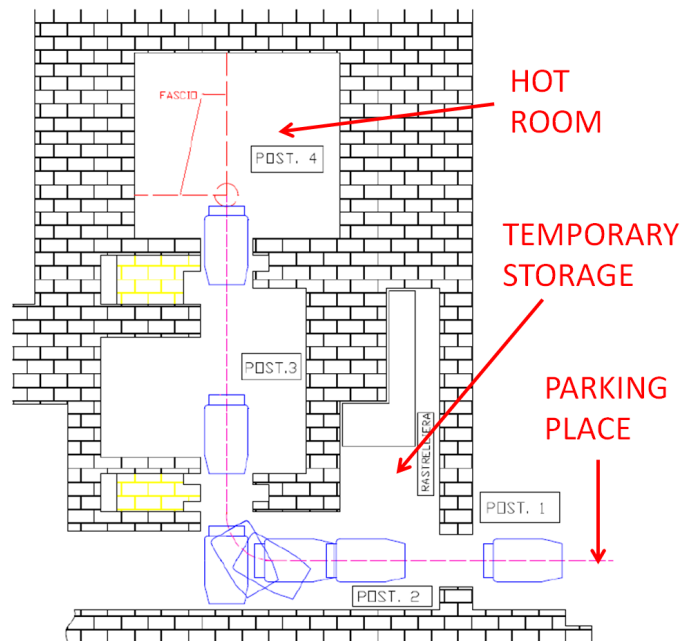 FASCIO
HOT
ROOM
POST. 4
TEMPORARY
STORAGE
POST.3
PARKING
PLACE
RASTRELLIERA
POST. 1
POST. 2